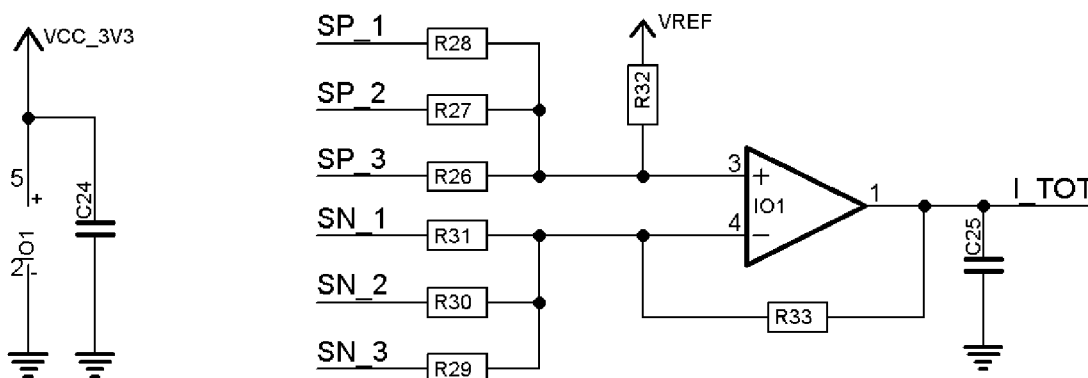 VCC_3V3
5
+
IO1
2
-
C24
SP_1
R28
SP_2
R27
SP_3
R26
SN_1
R31
SN_2
R30
SN_3
R29
VREF
R32
3
+
IO1
4
−
1
I_TOT
C25
R33